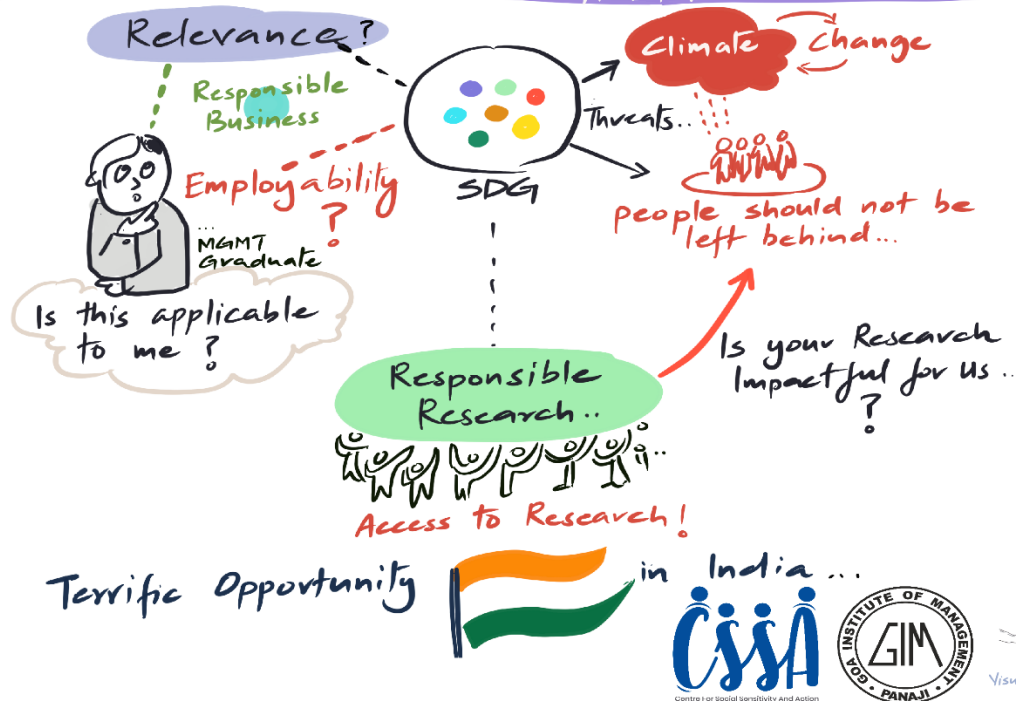 Relevance?
Responsible
Business
Employability
?
...
MGMT
Graduate
Is this applicable
to me ?
SDG
Threats..
Climate change
people should not be
left behind...
Is your Research
Impactful for us ..
?
Responsible
Research..
Access to Research!
Terrific Opportunity in India ...
CSSA
Centre For Social Sensitivity And Action
GOA INSTITUTE OF MANAGEMENT
GIM
PANAJI